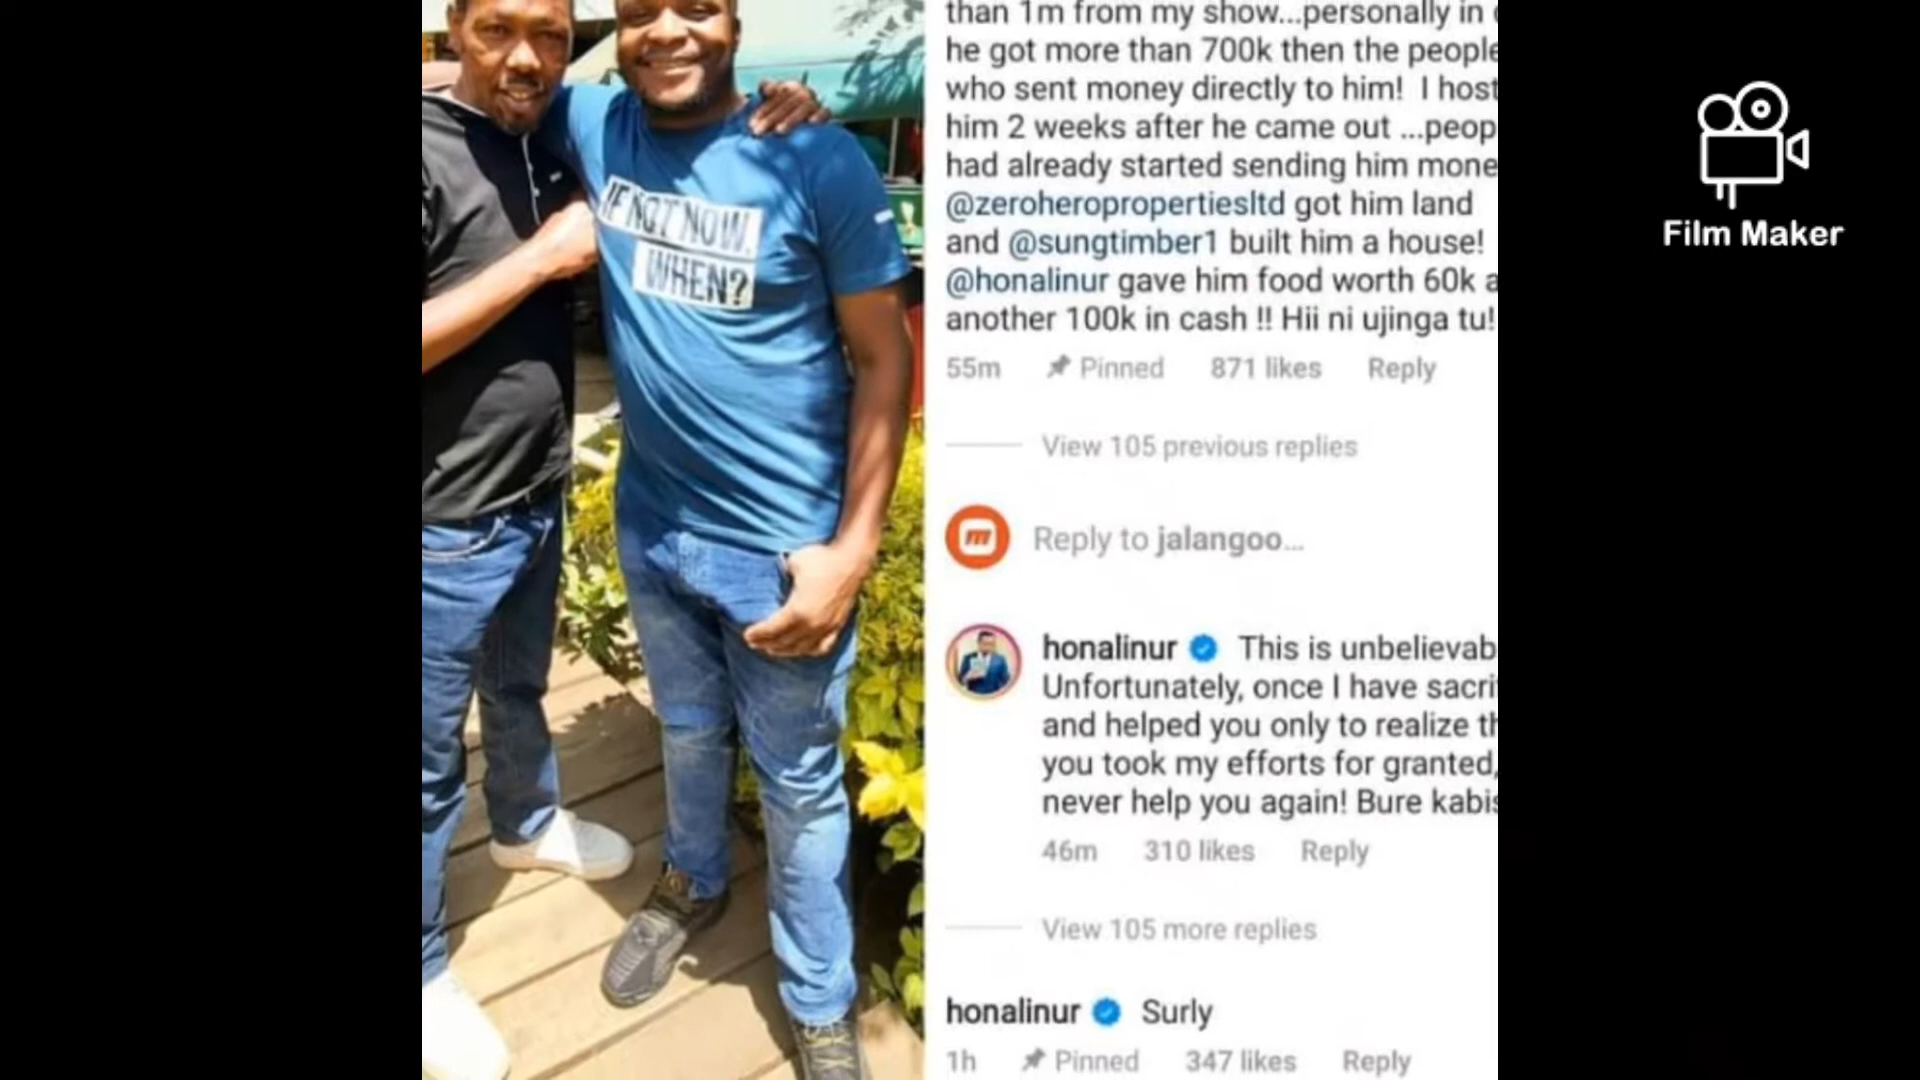 IF NOT NOW,
WHEN?
than 1m from my show...personally in
he got more than 700k then the people
who sent money directly to him! I host
him 2 weeks after he came out ...peop
had already started sending him mone
@zeroheropropertiesltd got him land
and @sungtimber1 built him a house!
@honalinur gave him food worth 60k a
another 100k in cash !! Hii ni ujinga tu!
55m Pinned 871 likes Reply
View 105 previous replies
Reply to jalangoo...
honalinur This is unbelievab
Unfortunately, once I have sacri
and helped you only to realize th
you took my efforts for granted,
never help you again! Bure kabis
46m 310 likes Reply
View 105 more replies
honalinur Surly
1h Pinned 347 likes Reply
Film Maker